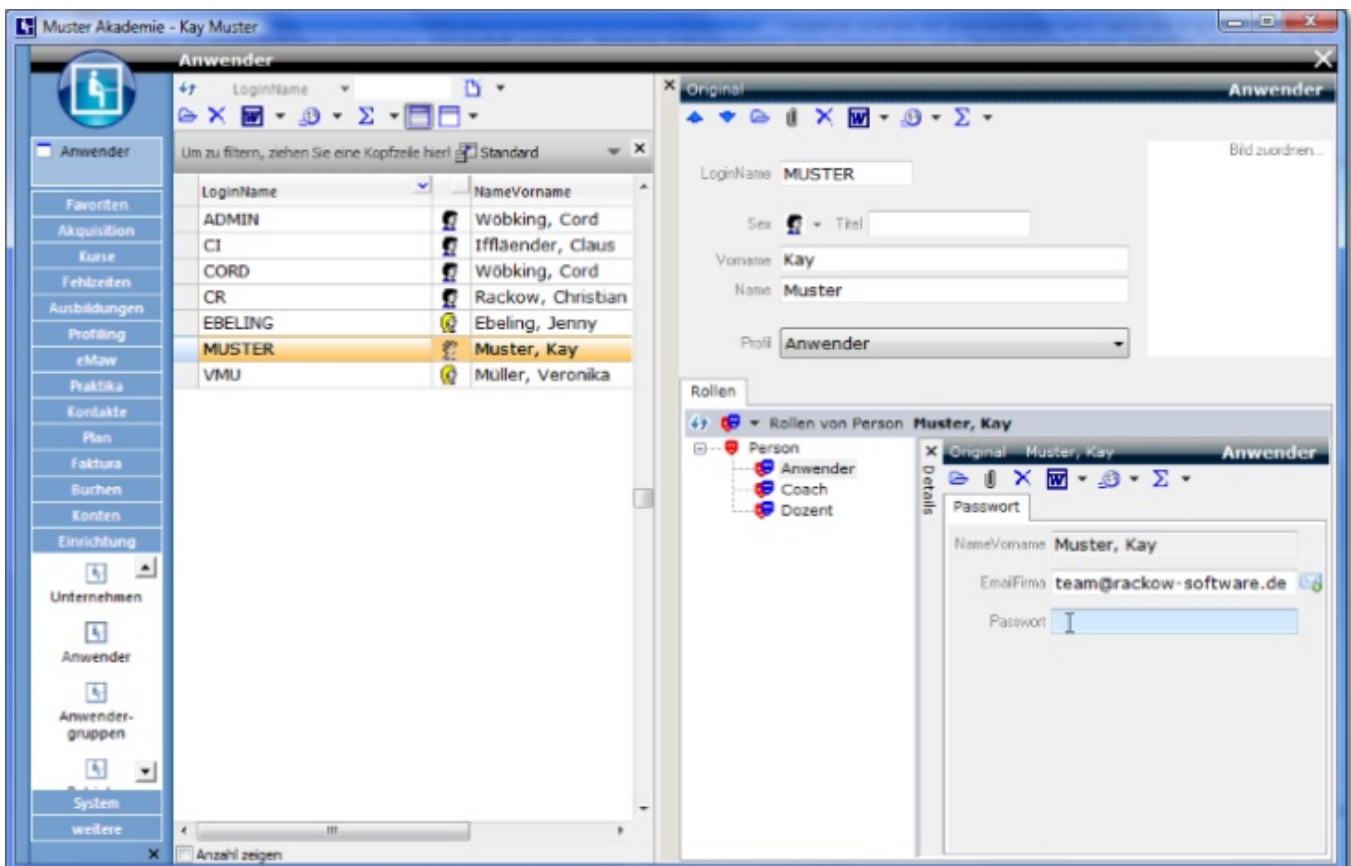 Muster Akademie - Kay Muster
Anwender
LoginName
Anwender
Favoriten
Akquisition
Kurse
Fehlzeiten
Ausbildungen
Profiling
eMaw
Praktika
Kontakte
Plan
Faktura
Buchen
Konten
Einrichtung
Unternehmen
Anwender
Anwender-
gruppen
System
weitere
Um zu filtern, ziehen Sie eine Kopfzeile hierl Standard
LoginName NameVorname
ADMIN Wöbking, Cord
CI Iffläender, Claus
CORD Wöbking, Cord
CR Rackow, Christian
EBELING Ebeling, Jenny
MUSTER Muster, Kay
VMU Müller, Veronika
Anzahl zeigen
Original Anwender
Bild zuordnen...
LoginName MUSTER
Sex Titel
Vorname Kay
Name Muster
Profil Anwender
Rollen
Rollen von Person Muster, Kay
Person
Anwender
Coach
Dozent
Details
Original Muster, Kay Anwender
Passwort
NameVorname Muster, Kay
EmailFirma team@rackow-software.de
Passwort